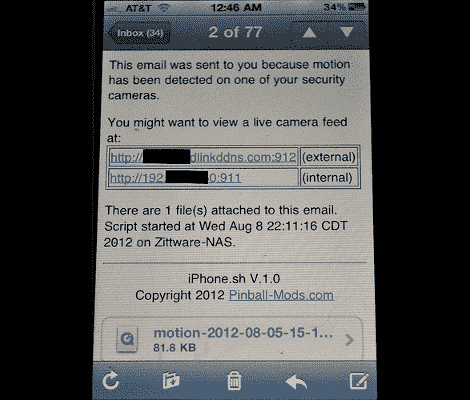 AT&T 12:46 AM 34%
Inbox (34) 2 of 77
This email was sent to you because motion
has been detected on one of your security
cameras.
You might want to view a live camera feed
at:
http:// dlinkddns.com:912 (external)
http://192. 0:911 (internal)
There are 1 file(s) attached to this email.
Script started at Wed Aug 8 22:11:16 CDT
2012 on Zittware-NAS.
iPhone.sh V.1.0
Copyright 2012 Pinball-Mods.com
motion-2012-08-05-15-1...
81.8 KB